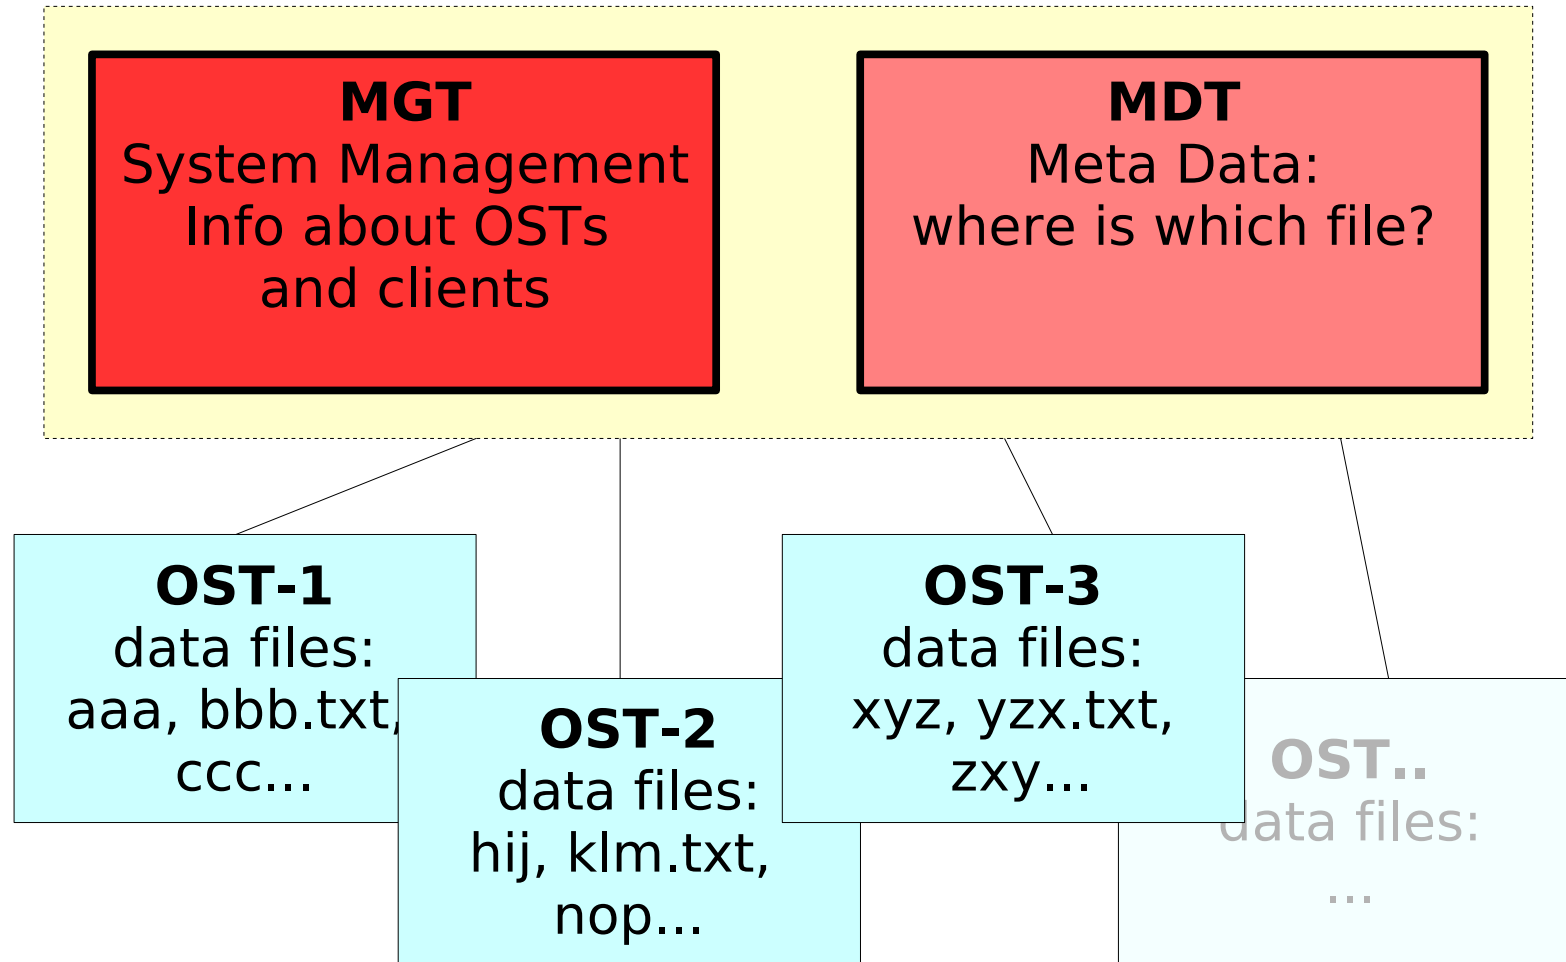 MGT
System Management
Info about OSTs
and clients
MDT
Meta Data:
where is which file?
OST-1
data files:
aaa, bbb.txt,
ccc...
OST-2
data files:
hij, klm.txt,
nop...
OST-3
data files:
xyz, yzx.txt,
zxy...
OST..
data files:
...